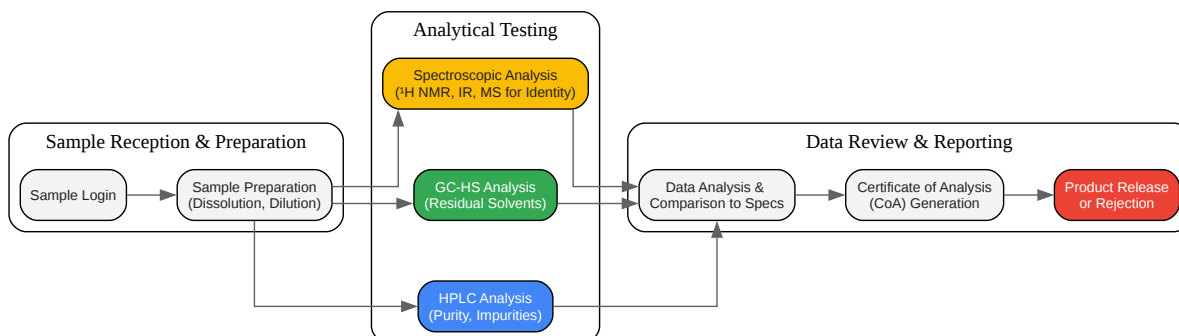 Analytical Testing
Spectroscopic Analysis
(¹H NMR, IR, MS for Identity)
Sample Reception & Preparation
Sample Login
Sample Preparation
(Dissolution, Dilution)
GC-HS Analysis
(Residual Solvents)
HPLC Analysis
(Purity, Impurities)
Data Review & Reporting
Data Analysis &
Comparison to Specs
Certificate of Analysis
(CoA) Generation
Product Release
or Rejection